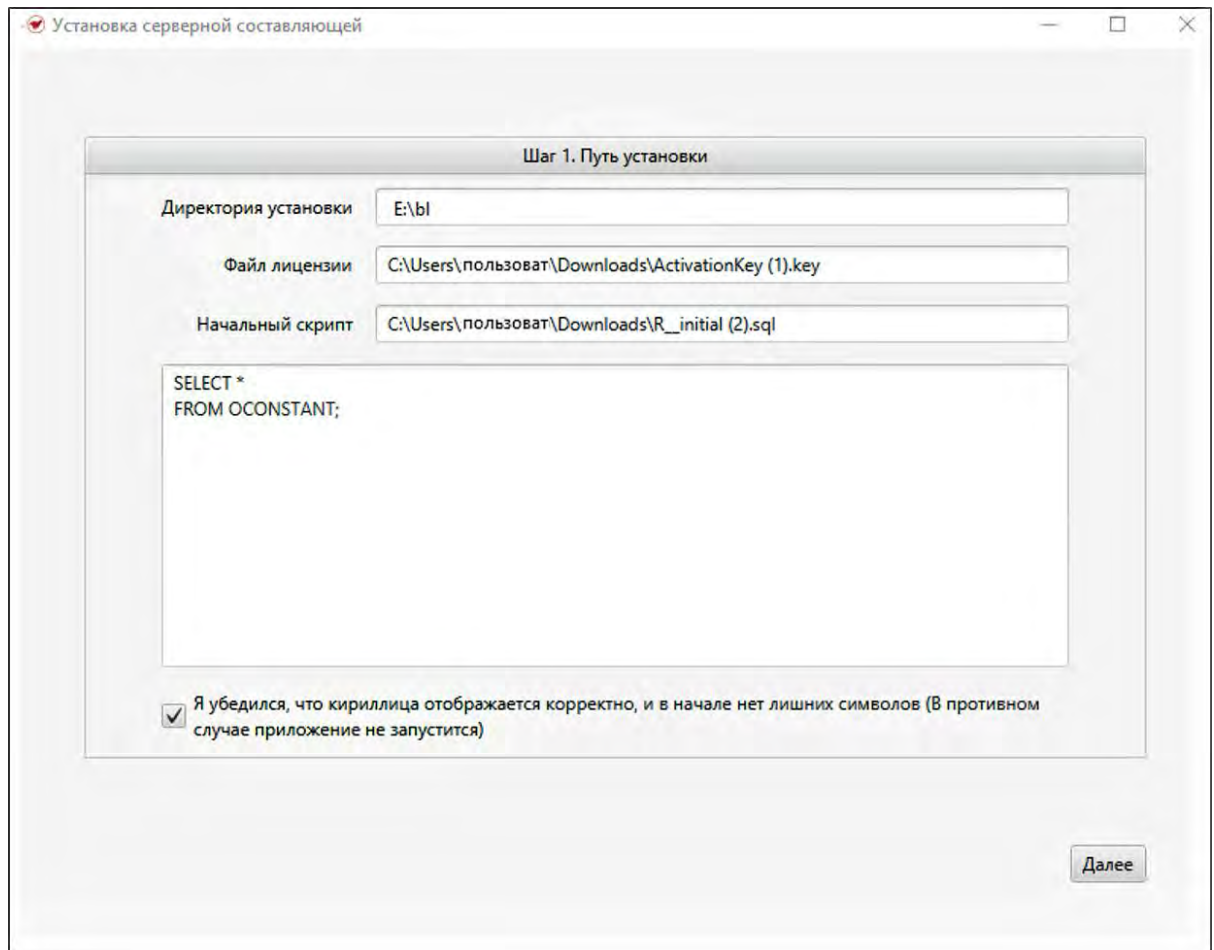 Установка серверной составляющей
Шаг 1. Путь установки
Директория установки E:\bl
Файл лицензии C:\Users\пользоват\Downloads\ActivationKey (1).key
Начальный скрипт C:\Users\пользоват\Downloads\R__initial (2).sql
SELECT *
FROM OCONSTANT;
Я убедился, что кириллица отображается корректно, и в начале нет лишних символов (В противном
случае приложение не запустится)
Далее